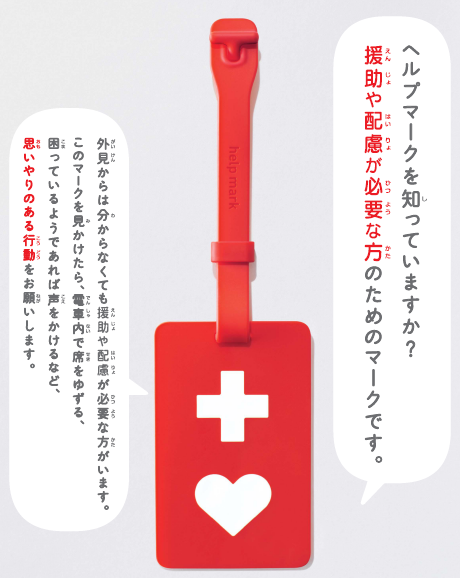 ヘルプマークを知っていますか？
援助や配慮が必要な方のためのマークです。
help mark
外見からは分からなくても援助や配慮が必要な方がいます。
このマークを見かけたら、電車内で席をゆずる、
困っているようであれば声をかけるなど、
思いやりのある行動をお願いします。